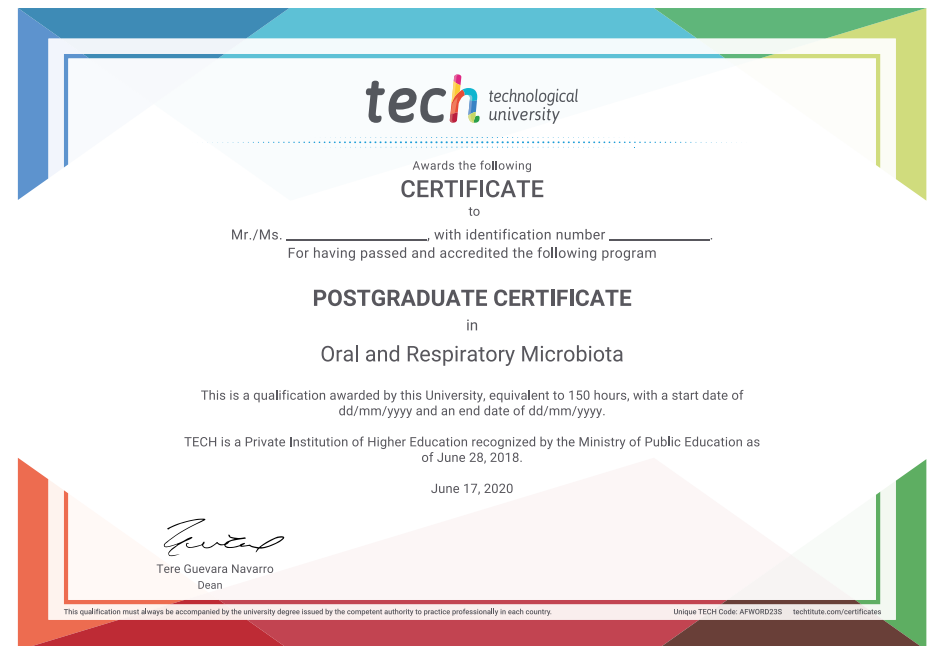 tech technological
university
Awards the following
CERTIFICATE
to
Mr./Ms. ____________, with identification number ____________.
For having passed and accredited the following program
POSTGRADUATE CERTIFICATE
in
Oral and Respiratory Microbiota
This is a qualification awarded by this University, equivalent to 150 hours, with a start date of
dd/mm/yyyy and an end date of dd/mm/yyyy.
TECH is a Private Institution of Higher Education recognized by the Ministry of Public Education as
of June 28, 2018.
June 17, 2020
Tere Guevara Navarro
Dean
This qualification must always be accompanied by the university degree issued by the competent authority to practice professionally in each country.
Unique TECH Code: AFWORD23S techtitute.com/certificates